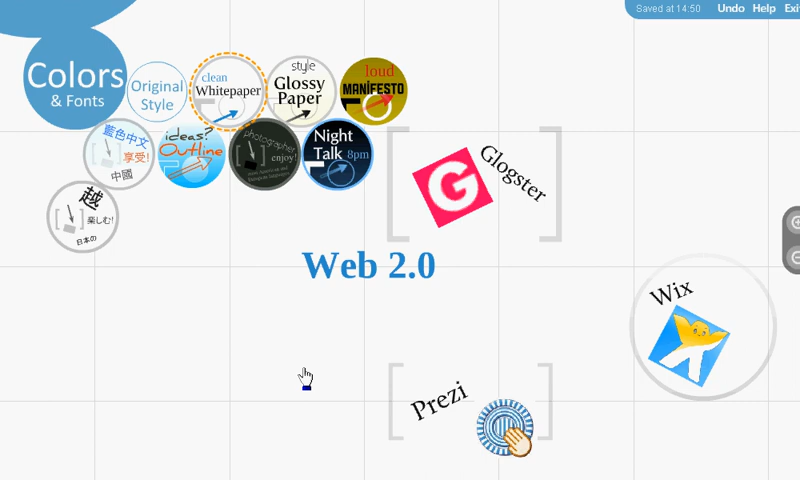 Saved at 14:50 Undo Help Exi
Colors
& Fonts
Original
Style
clean
Whitepaper
style
Glossy
Paper
loud
MANIFESTO
藍色中文
享受!
中國
ideas?
Outline
photographer
enjoy!
Night
Talk 8pm
越
楽しむ!
日本の
G
Glogster
Web 2.0
Wix
Prezi